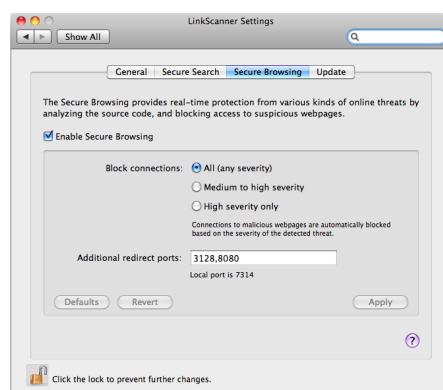 LinkScanner Settings
Show All
General Secure Search Secure Browsing Update
The Secure Browsing provides real-time protection from various kinds of online threats by
analyzing the source code, and blocking access to suspicious webpages.
Enable Secure Browsing
Block connections: All (any severity)
Medium to high severity
High severity only
Connections to malicious webpages are automatically blocked
based on the severity of the detected threat.
Additional redirect ports: 3128,8080
Local port is 7314
Defaults Revert Apply
?
Click the lock to prevent further changes.